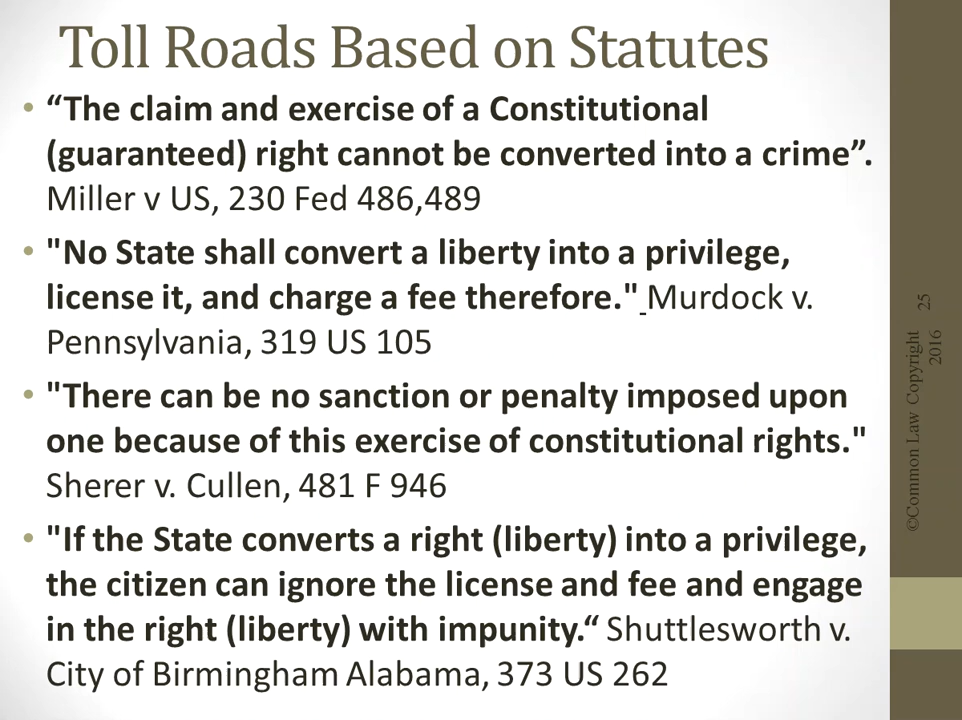 Toll Roads Based on Statutes
• “The claim and exercise of a Constitutional
(guaranteed) right cannot be converted into a crime”.
Miller v US, 230 Fed 486,489
• "No State shall convert a liberty into a privilege,
license it, and charge a fee therefore." Murdock v.
Pennsylvania, 319 US 105
• "There can be no sanction or penalty imposed upon
one because of this exercise of constitutional rights."
Sherer v. Cullen, 481 F 946
• "If the State converts a right (liberty) into a privilege,
the citizen can ignore the license and fee and engage
in the right (liberty) with impunity.“ Shuttlesworth v.
City of Birmingham Alabama, 373 US 262
©Common Law Copyright
2016
25